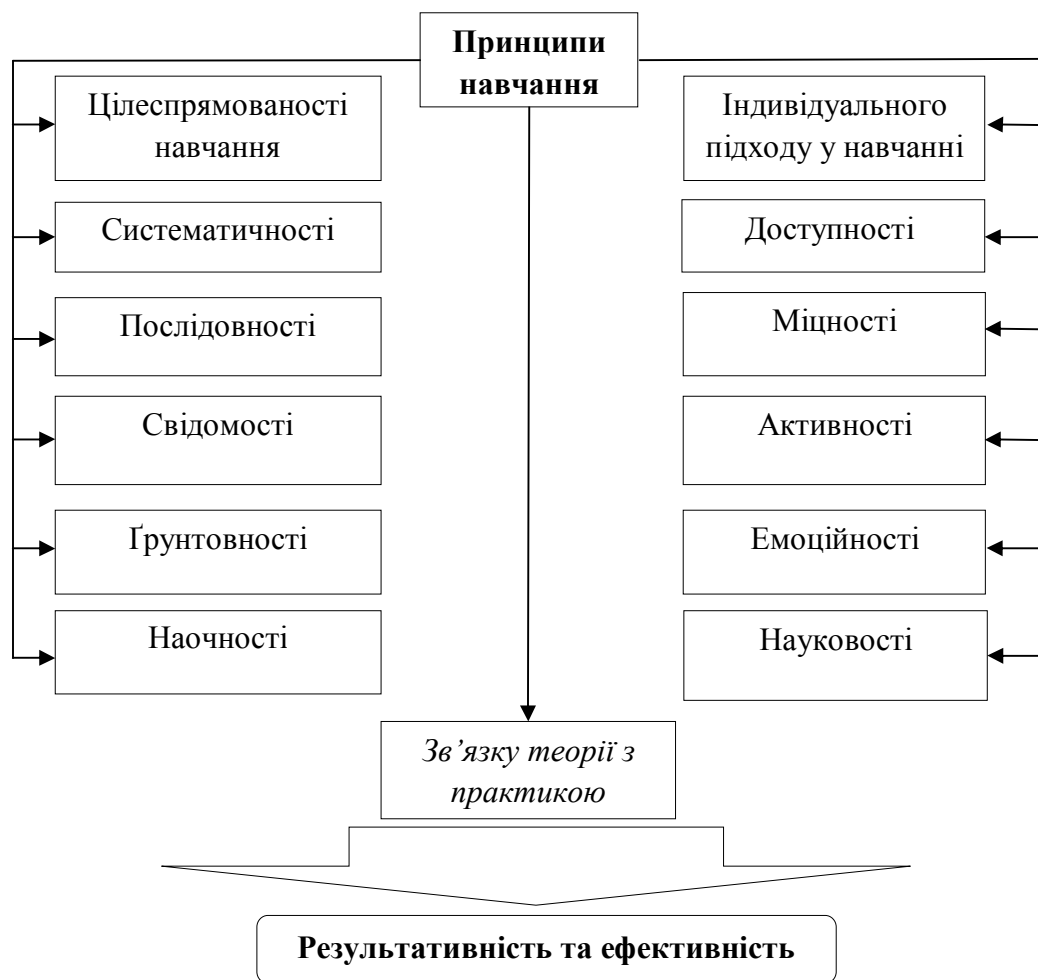 Принципи
навчання
Цілеспрямованості
навчання
Систематичності
Послідовності
Свідомості
Ґрунтовності
Наочності
Індивідуального
підходу у навчанні
Доступності
Міцності
Активності
Емоційності
Науковості
Зв’язку теорії з
практикою
Результативність та ефективність